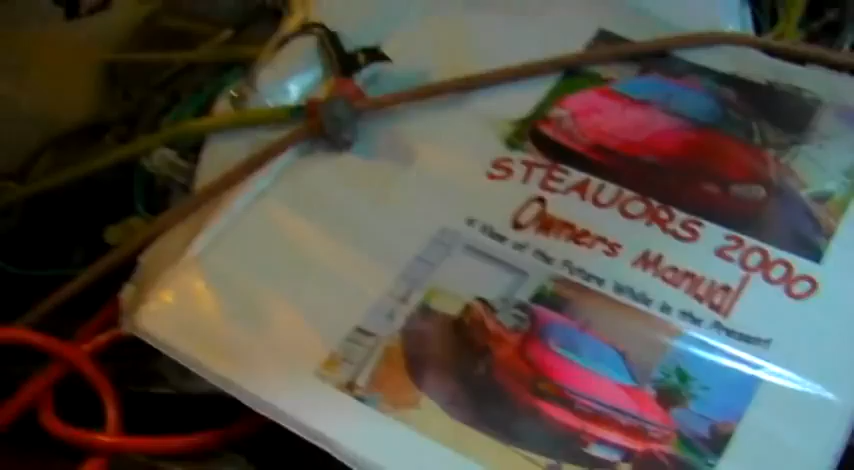 STEAUORS 2000
Owners Manual
A View of the Future While in the Present!